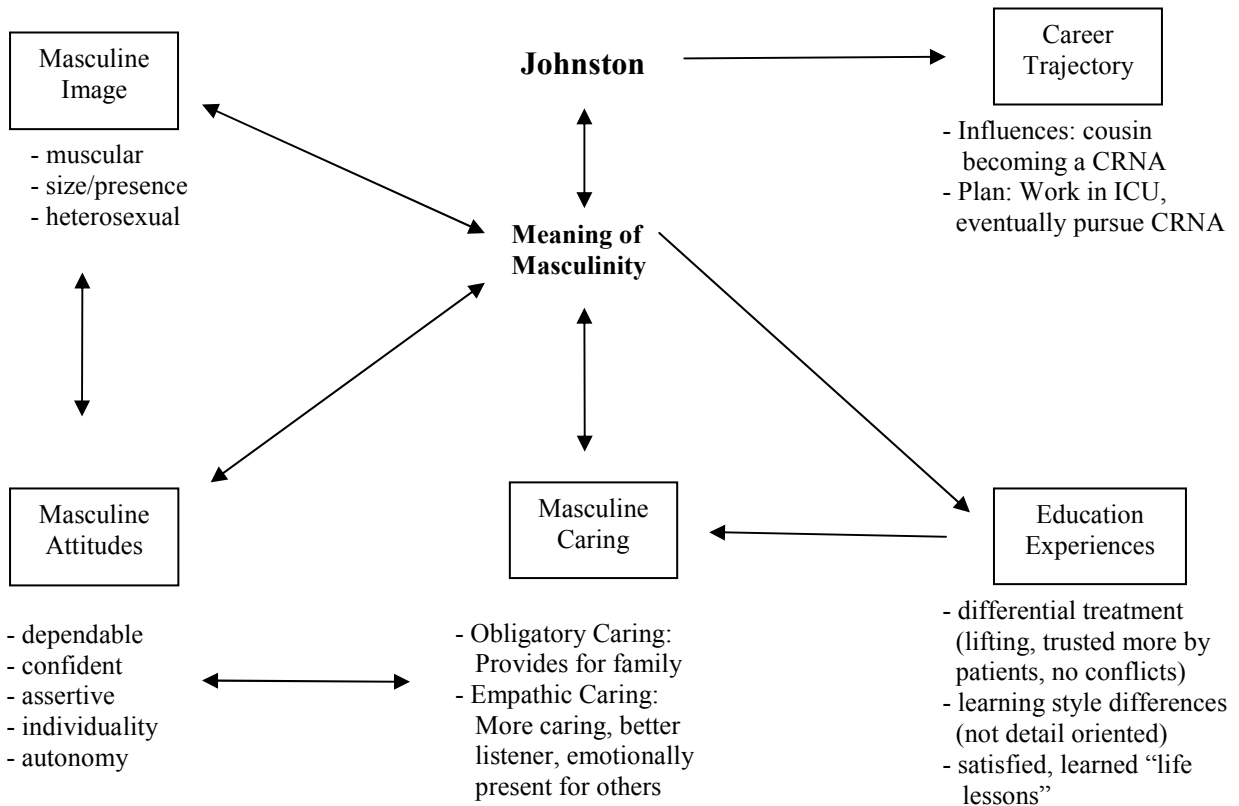 Masculine
Image
- muscular
- size/presence
- heterosexual
Johnston
Career
Trajectory
- Influences: cousin
becoming a CRNA
- Plan: Work in ICU,
eventually pursue CRNA
Meaning of
Masculinity
Masculine
Attitudes
- dependable
- confident
- assertive
- individuality
- autonomy
Masculine
Caring
- Obligatory Caring:
Provides for family
- Empathic Caring:
More caring, better
listener, emotionally
present for others
Education
Experiences
- differential treatment
(lifting, trusted more by
patients, no conflicts)
- learning style differences
(not detail oriented)
- satisfied, learned “life
lessons”